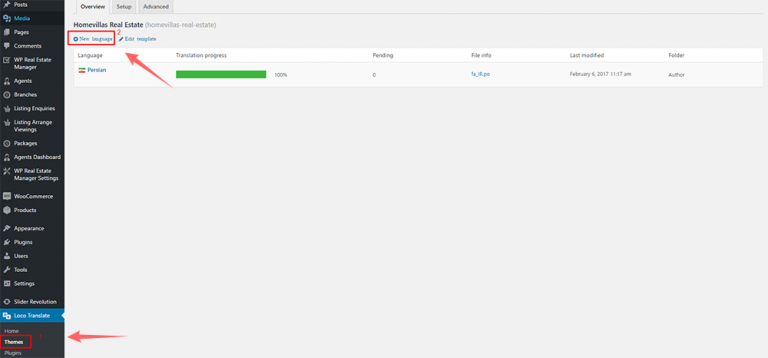 Posts
Media
Pages
Comments
WP Real Estate
Manager
Agents
Branches
Listing Enquiries
Listing Arrange
Viewings
Packages
Agents Dashboard
WP Real Estate
Manager Settings
WooCommerce
Products
Appearance
Plugins
Users
Tools
Settings
Slider Revolution
Loco Translate
Home
Themes 1
Plugins
Overview Setup Advanced
Homevillas Real Estate (homevillas-real-estate)
New language 2 Edit template
Language Translation progress Pending File info Last modified Folder
Persian 100% 0 fa_IR.po February 6, 2017 11:17 am Author